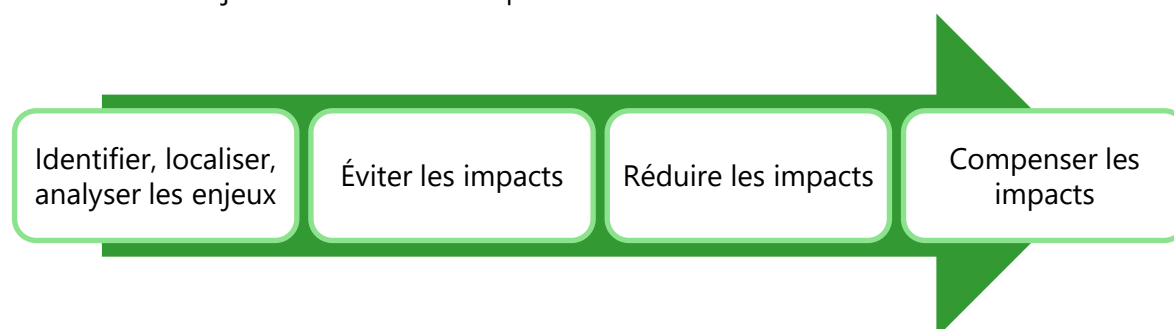 Identifier, localiser,
analyser les enjeux
Éviter les impacts
Réduire les impacts
Compenser les
impacts